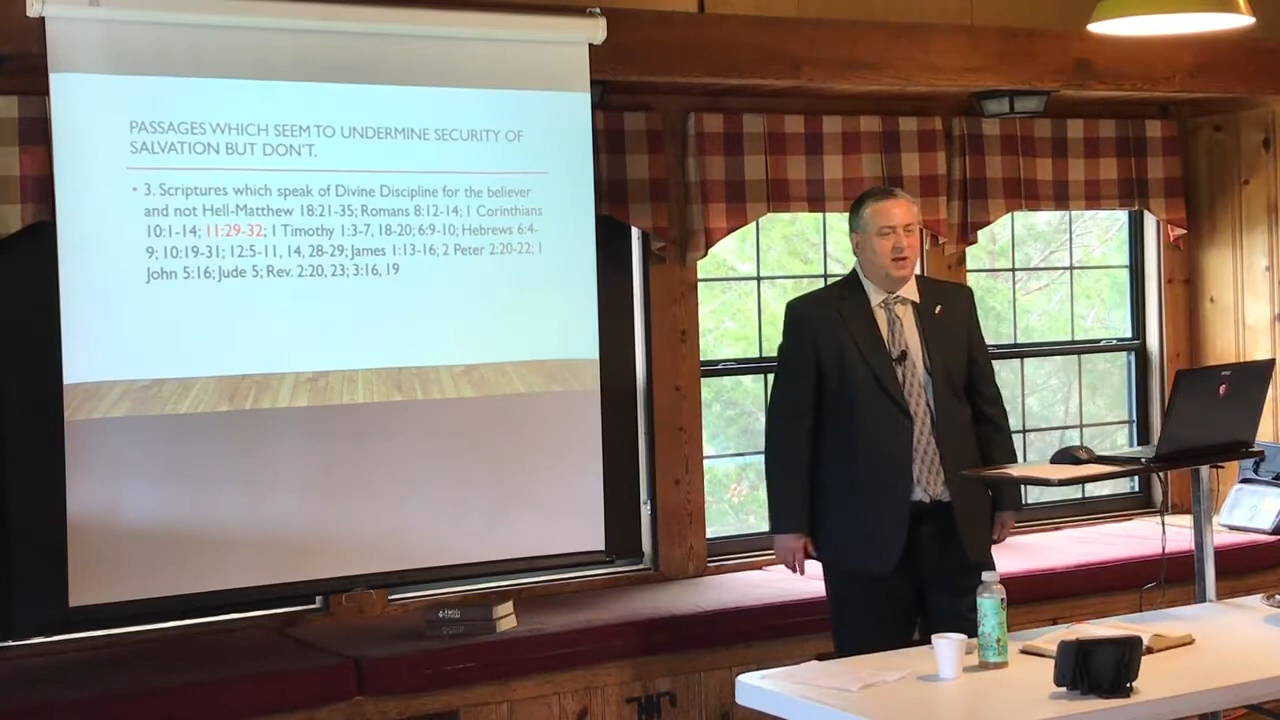 PASSAGES WHICH SEEM TO UNDERMINE SECURITY OF
SALVATION BUT DON'T.
• 3. Scriptures which speak of Divine Discipline for the believer
and not Hell-Matthew 18:21-35; Romans 8:12-14; 1 Corinthians
10:1-14; 11:29-32; 1 Timothy 1:3-7, 18-20; 6:9-10; Hebrews 6:4-
9; 10:19-31; 12:5-11, 14, 28-29; James 1:13-16; 2 Peter 2:20-22; 1
John 5:16; Jude 5; Rev. 2:20, 23; 3:16, 19